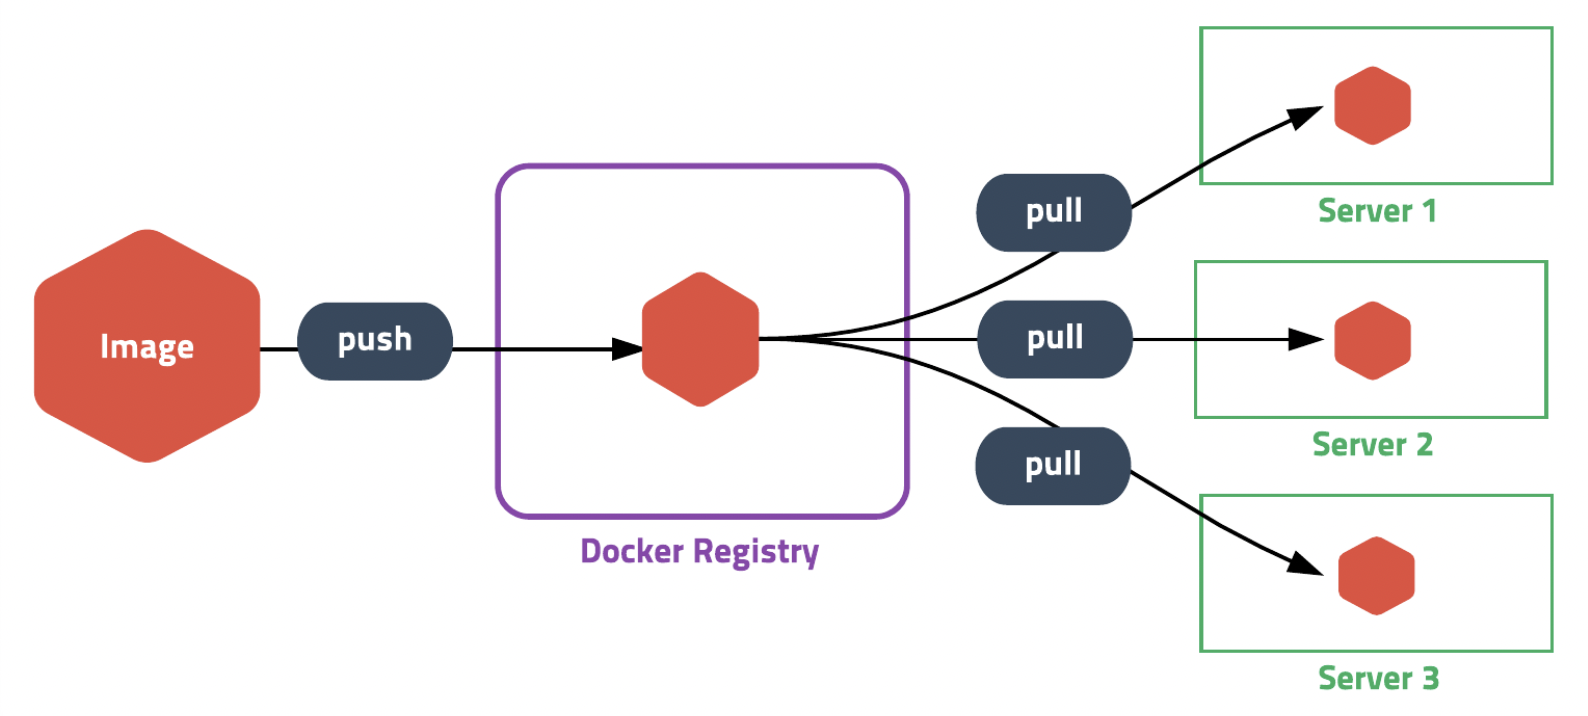 Image
push
Docker Registry
pull
pull
pull
Server 1
Server 2
Server 3